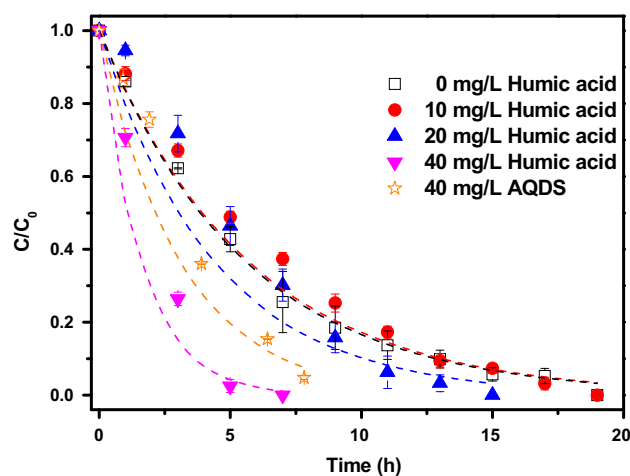 1.0
0.8
0.6
0.4
0.2
0.0
C/C0
0 mg/L Humic acid
10 mg/L Humic acid
20 mg/L Humic acid
40 mg/L Humic acid
40 mg/L AQDS
0 5 10 15 20
Time (h)